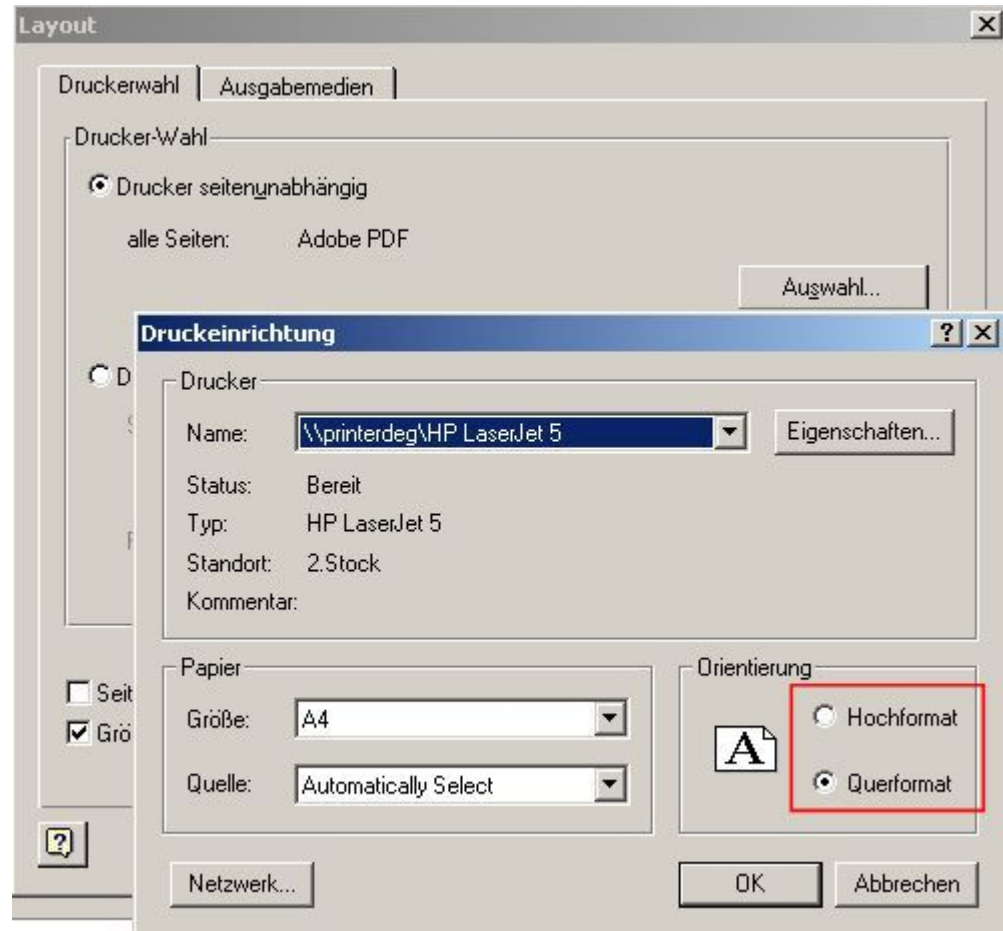 Layout
Druckerwahl Ausgabemedien
Drucker-Wahl
Drucker seitenunabhängig
alle Seiten: Adobe PDF
Auswahl...
Druckeinrichtung
D
Drucker
Name: \\printerdeg\HP LaserJet 5 Eigenschaften...
Status: Bereit
Typ: HP LaserJet 5
Standort: 2.Stock
Kommentar:
Papier
Orientierung
Seit
Größe: A4
Hochformat
Grö
A
Quelle: Automatically Select
Querformat
Netzwerk... OK Abbrechen